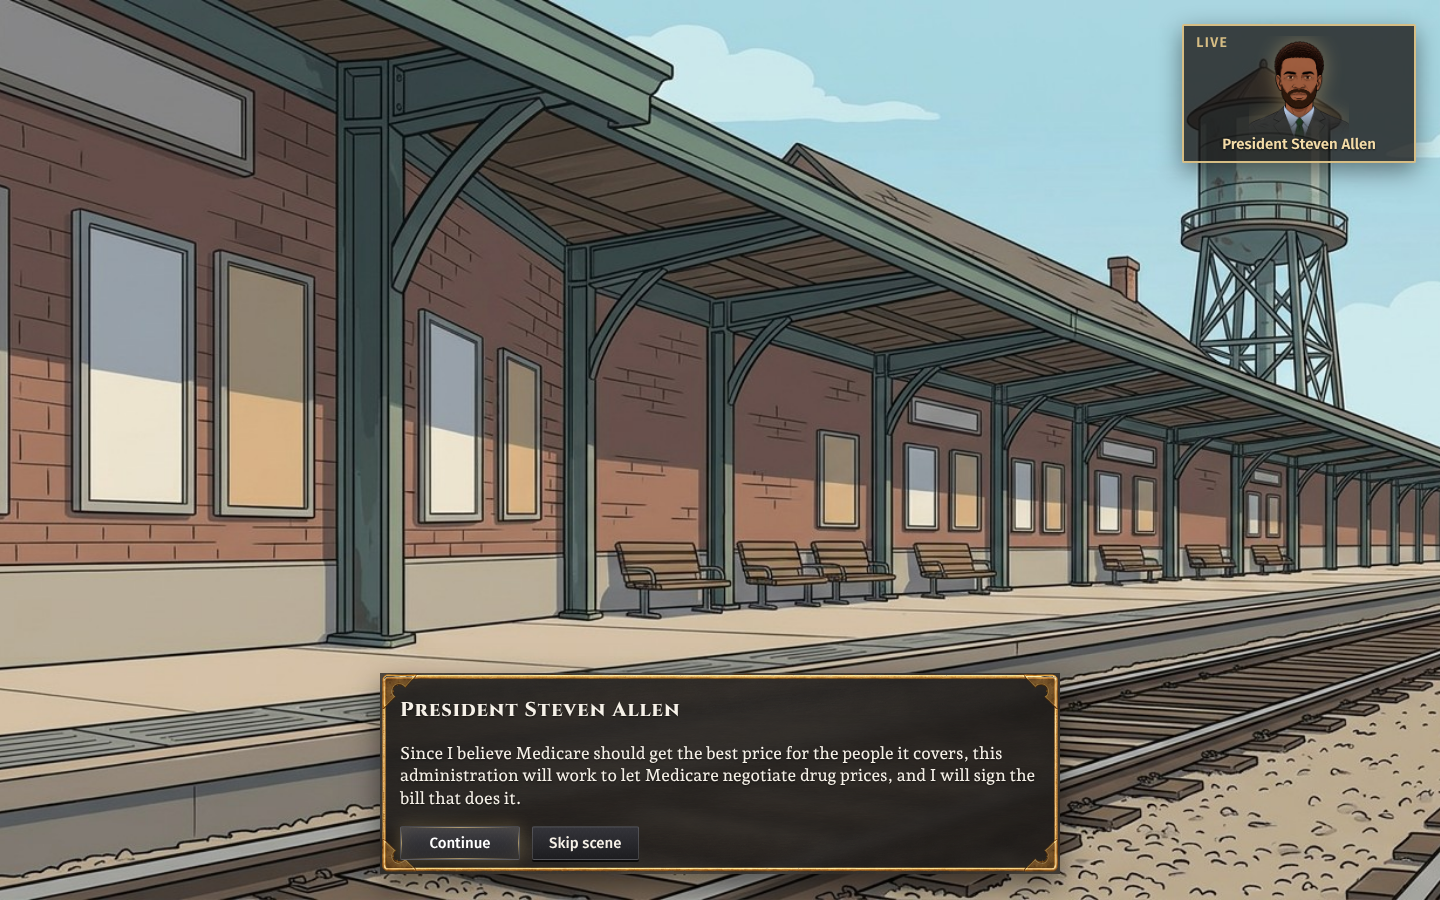 LIVE
President Steven Allen
President Steven Allen
Since I believe Medicare should get the best price for the people it covers, this
administration will work to let Medicare negotiate drug prices, and I will sign the
bill that does it.
Continue
Skip scene